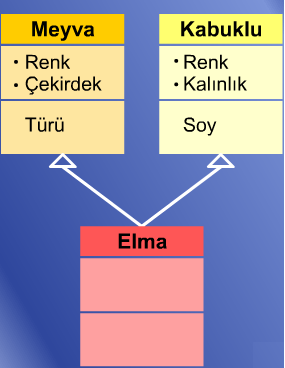 Meyva
• Renk
• Çekirdek
Türü
Kabuklu
• Renk
• Kalınlık
Soy
Elma